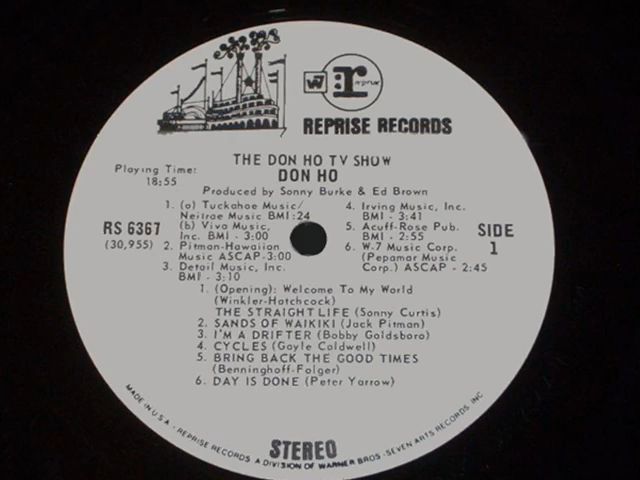 W7 r reprise
REPRISE RECORDS
THE DON HO TV SHOW
DON HO
Produced by Sonny Burke & Ed Brown
Playing Time:
18:55
RS 6367
(30,955)
SIDE
1
1. (a) Tuckahoe Music/
Neilrae Music BMI :24
(b) Viva Music,
Inc. BMI - 3:00
2. Pitman-Hawaiian
Music ASCAP-3:00
3. Detail Music, Inc.
BMI - 3:10
4. Irving Music, Inc.
BMI - 3:41
5. Acuff-Rose Pub.
BMI - 2:55
6. W-7 Music Corp.
(Pepamar Music
Corp.) ASCAP - 2:45
1. (Opening): Welcome To My World
(Winkler-Hatchcock)
THE STRAIGHT LIFE (Sonny Curtis)
2. SANDS OF WAIKIKI (Jack Pitman)
3. I'M A DRIFTER (Bobby Goldsboro)
4. CYCLES (Gayle Caldwell)
5. BRING BACK THE GOOD TIMES
(Benninghoff-Folger)
6. DAY IS DONE (Peter Yarrow)
STEREO
MADE IN U.S.A. - REPRISE RECORDS, A DIVISION OF WARNER BROS. - SEVEN ARTS RECORDS, INC.